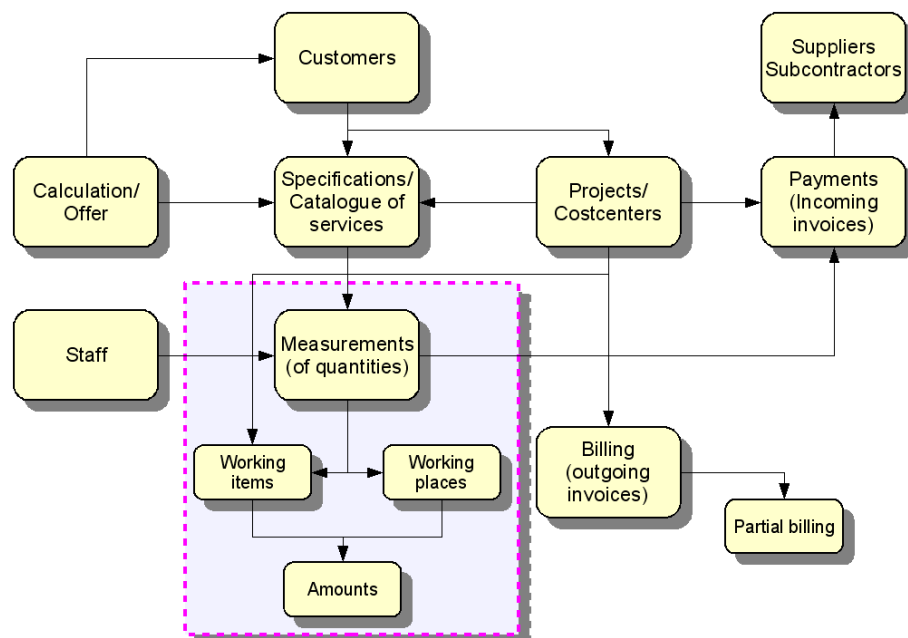 Customers
Suppliers
Subcontractors
Calculation/
Offer
Specifications/
Catalogue of
services
Projects/
Costcenters
Payments
(Incoming
invoices)
Staff
Measurements
(of quantities)
Working
items
Working
places
Billing
(outgoing
invoices)
Partial billing
Amounts